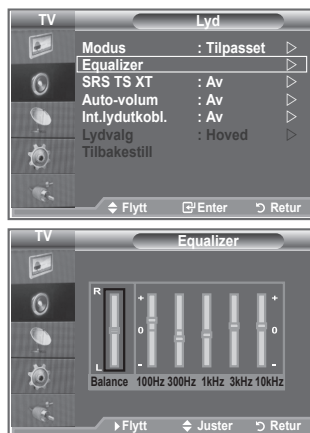 TV Lyd
Modus : Tilpasset
Equalizer
SRS TS XT : Av
Auto-volum : Av
Int.lydutkobl. : Av
Lydvalg : Hoved
Tilbakestill
Flytt Enter Retur
TV Equalizer
R
+ +
0 0
- -
L
Balance 100Hz 300Hz 1kHz 3kHz 10kHz
Flytt Juster Retur